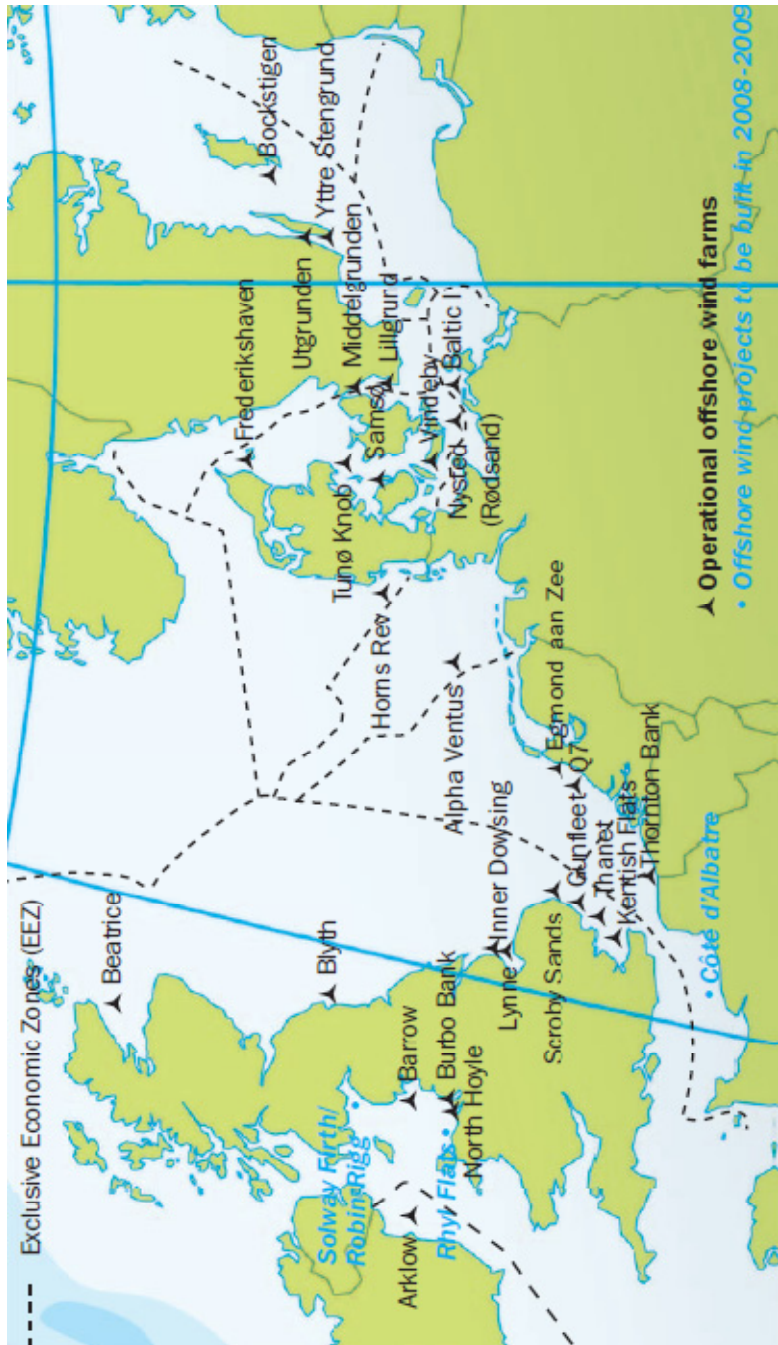 Exclusive Economic Zones (EEZ)
Beatrice
Solway Firth/
Robin Rigg
Blyth
Arklow
Barrow
Rhyl Flats
Burbo Bank
North Hoyle
Lynne
Inner Dowsing
Scroby Sands
Gunfleet
Thanet
Kentish Flats
Thornton Bank
Côte d'Albatre
Q7
Egmond aan Zee
Alpha Ventus
Horns Rev
Tunø Knob
Samsø
Frederikshaven
Vindeby
Nysted
(Rødsand)
Baltic I
Middelgrunden
Lillgrund
Utgrunden
Yttre Stengrund
Bockstigen
Operational offshore wind farms
• Offshore wind projects to be built in 2008-2009